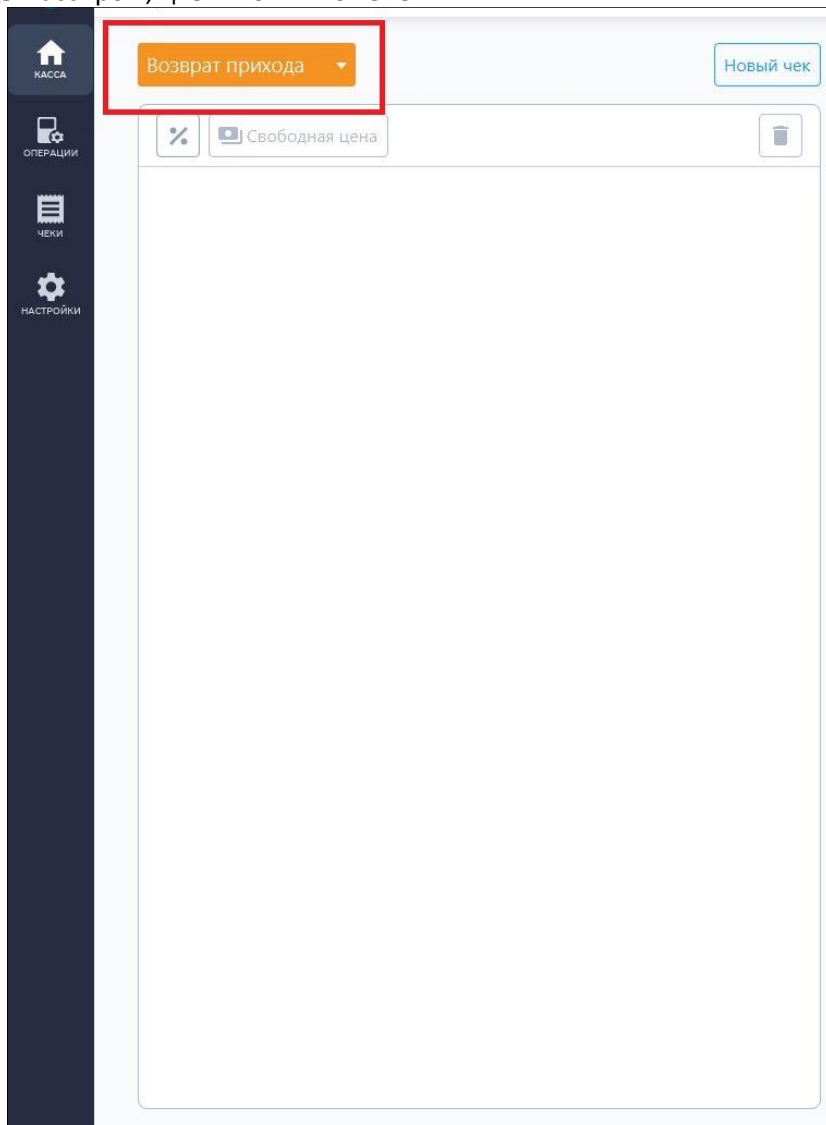 КАССА
ОПЕРАЦИИ
ЧЕКИ
НАСТРОЙКИ
Возврат прихода
Новый чек
% Свободная цена